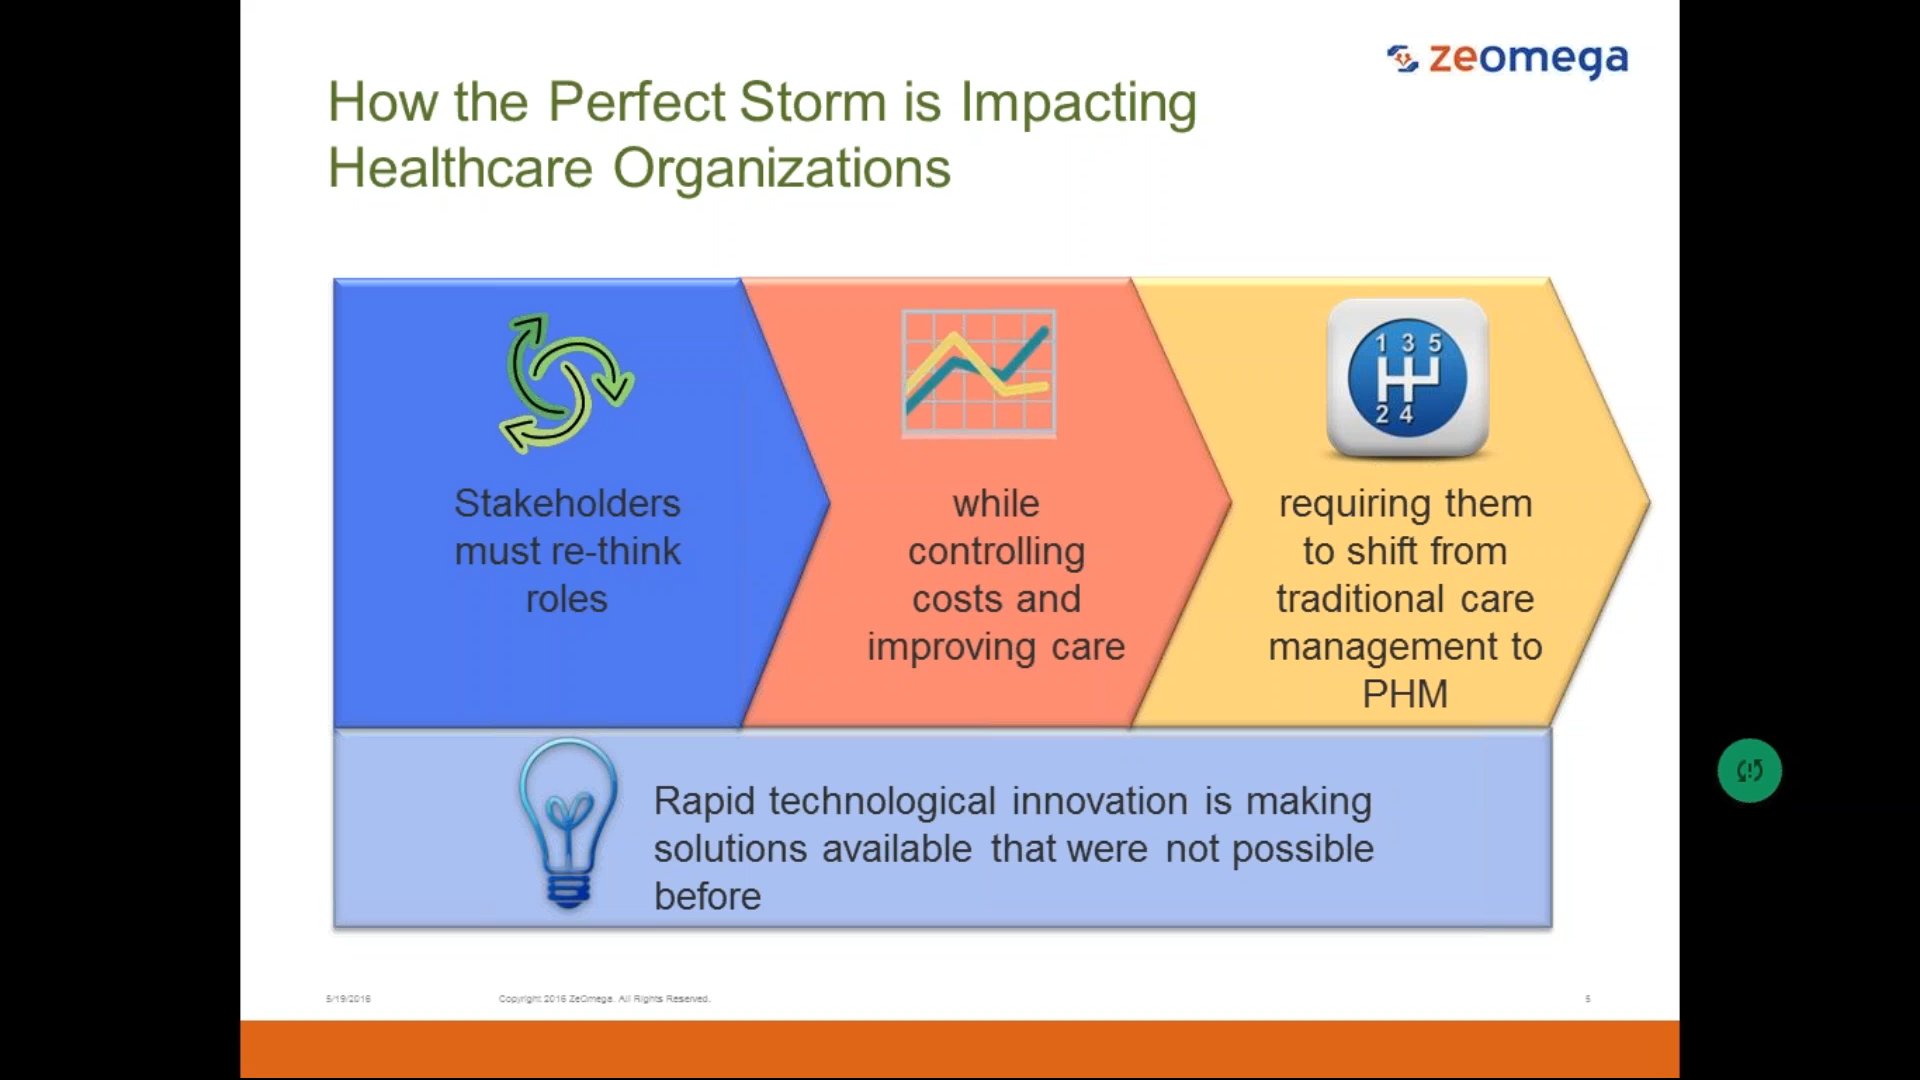 zeomega
How the Perfect Storm is Impacting
Healthcare Organizations
Stakeholders
must re-think
roles
while
controlling
costs and
improving care
1 3 5
2 4
requiring them
to shift from
traditional care
management to
PHM
Rapid technological innovation is making
solutions available that were not possible
before
5/19/2016
Copyright 2016 ZeOmega. All Rights Reserved.
5